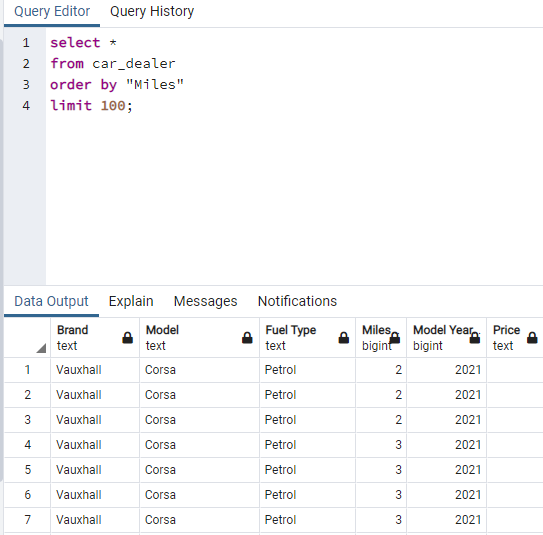 Query Editor Query History
1 select *
2 from car_dealer
3 order by "Miles"
4 limit 100;
Data Output Explain Messages Notifications
Brand Model Fuel Type Miles Model Year Price
text text text bigint bigint text
1 Vauxhall Corsa Petrol 2 2021
2 Vauxhall Corsa Petrol 2 2021
3 Vauxhall Corsa Petrol 2 2021
4 Vauxhall Corsa Petrol 3 2021
5 Vauxhall Corsa Petrol 3 2021
6 Vauxhall Corsa Petrol 3 2021
7 Vauxhall Corsa Petrol 3 2021